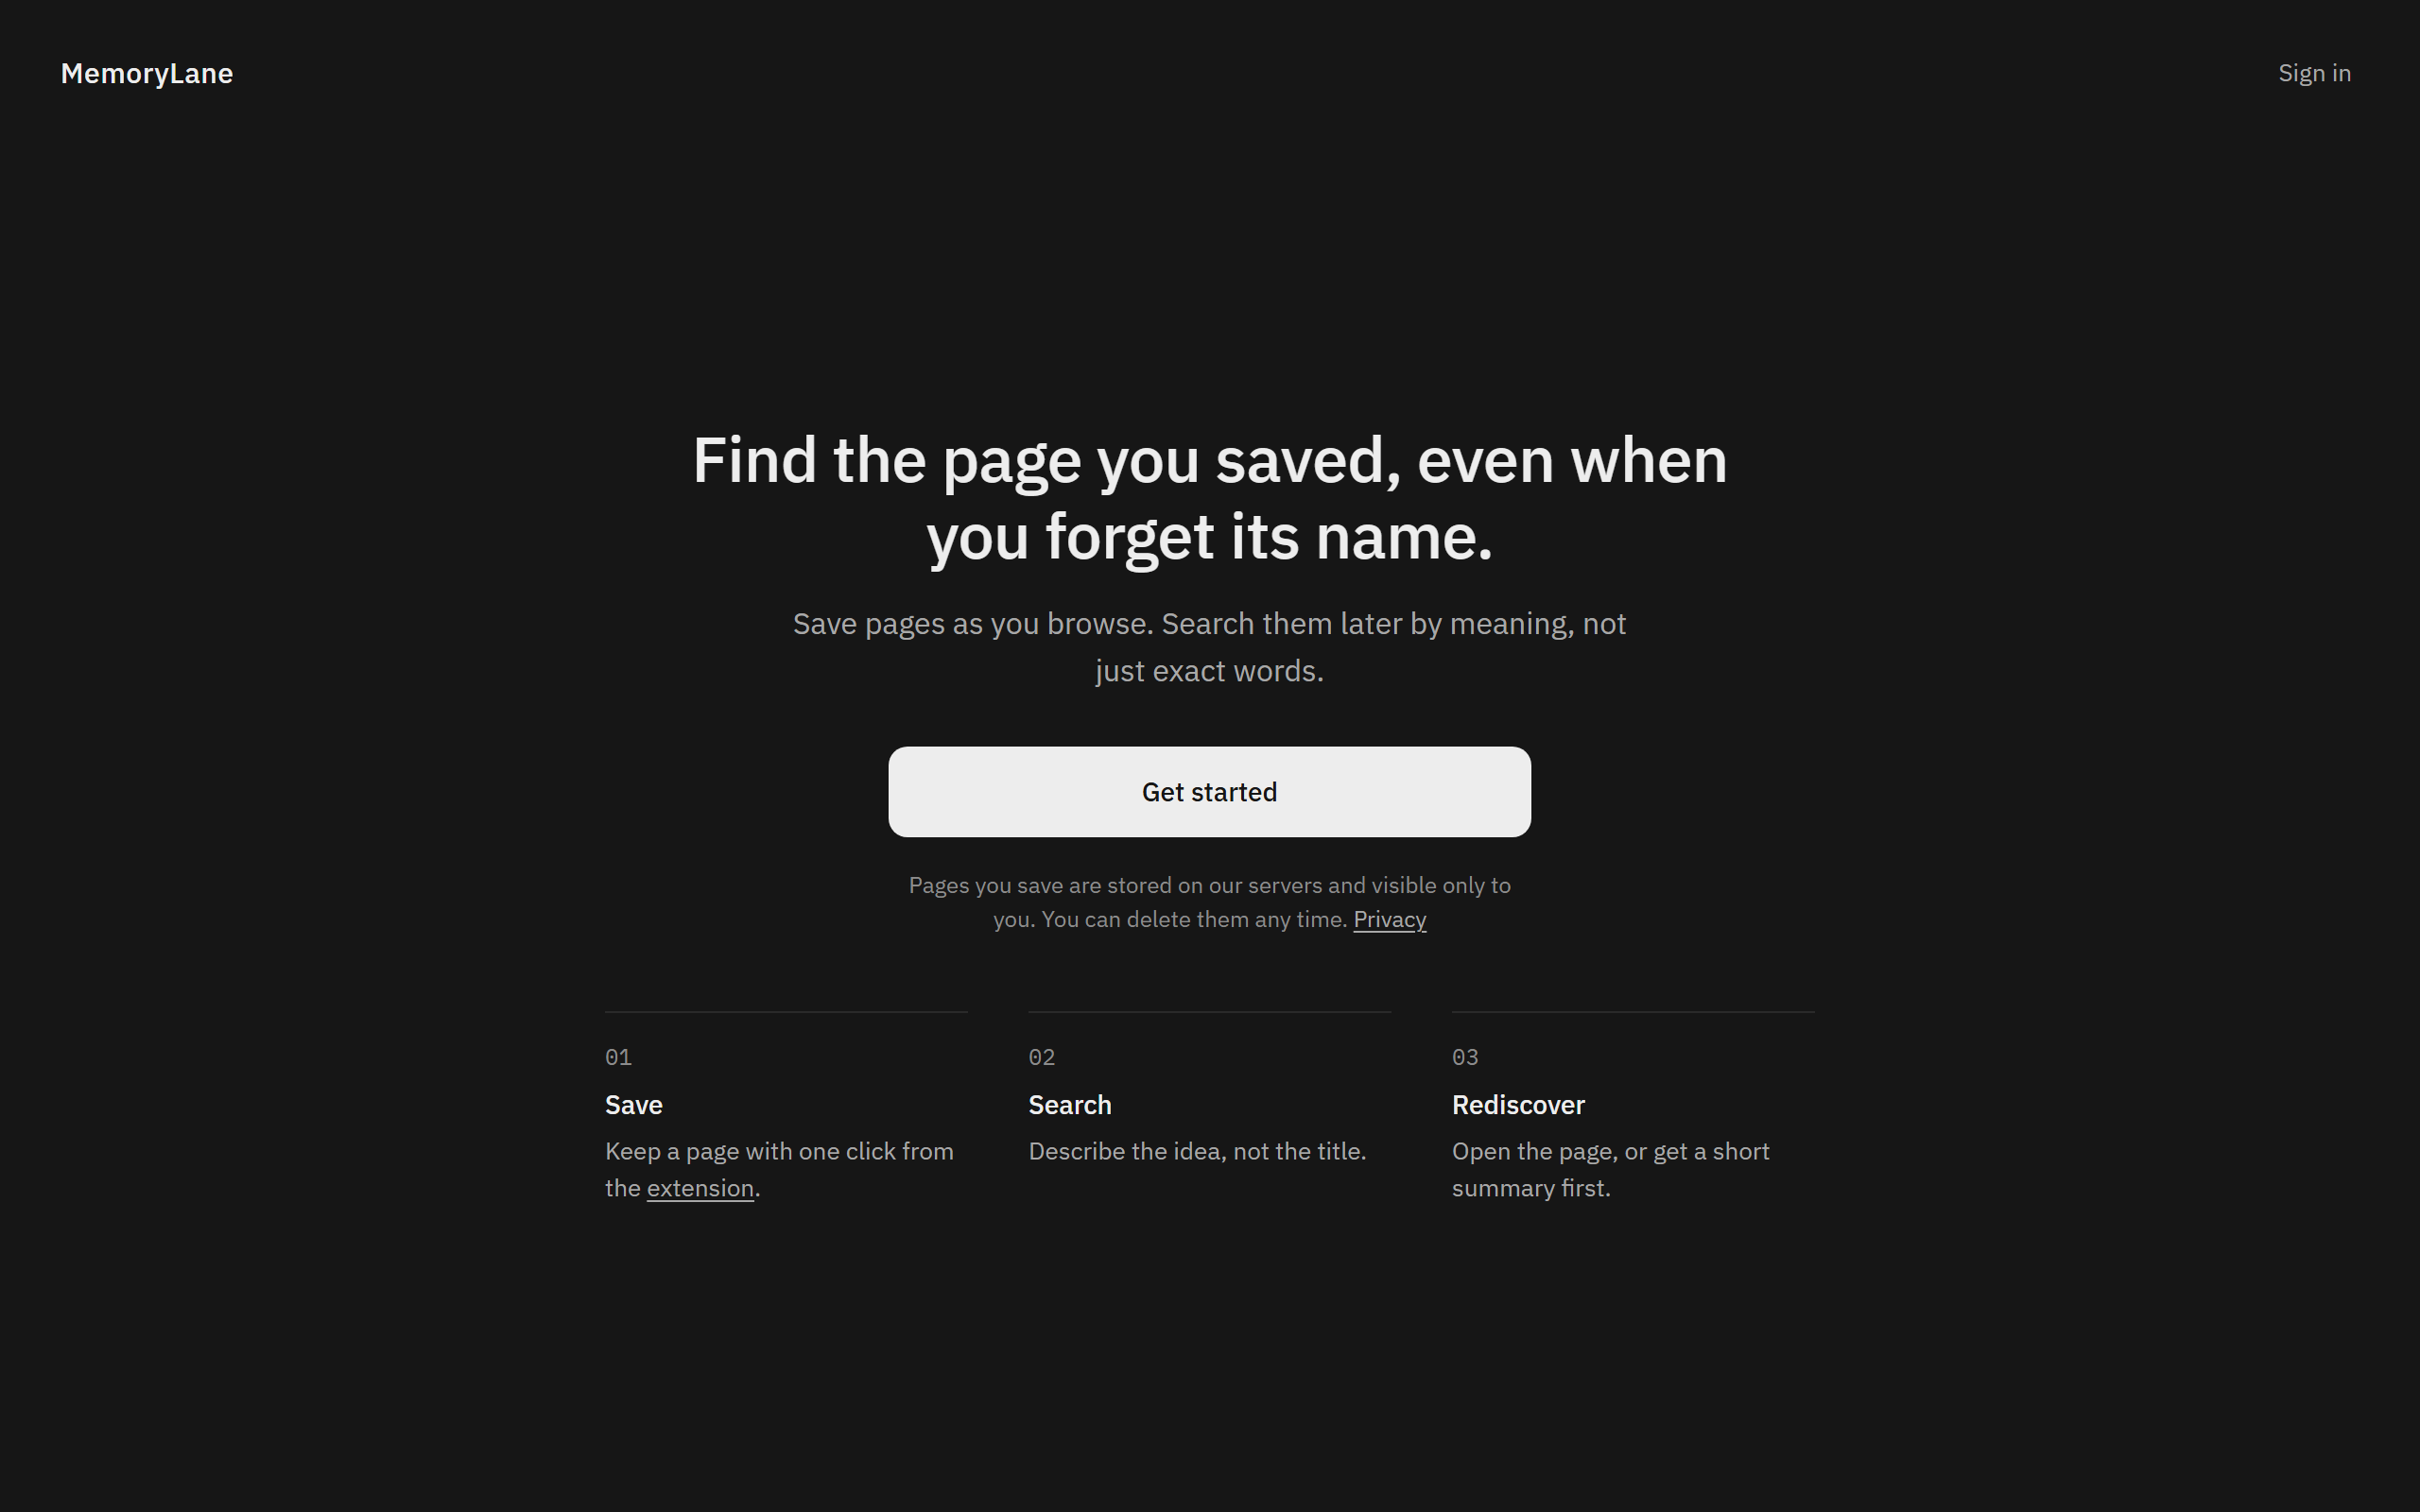 MemoryLane
Sign in
Find the page you saved, even when
you forget its name.
Save pages as you browse. Search them later by meaning, not
just exact words.
Get started
Pages you save are stored on our servers and visible only to
you. You can delete them any time. Privacy
01
Save
Keep a page with one click from
the extension.
02
Search
Describe the idea, not the title.
03
Rediscover
Open the page, or get a short
summary first.